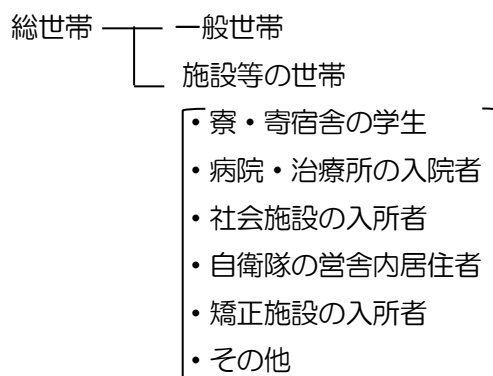 総世帯 一般世帯
施設等の世帯
・寮・寄宿舎の学生
・病院・治療所の入院者
・社会施設の入所者
・自衛隊の営舎内居住者
・矯正施設の入所者
・その他